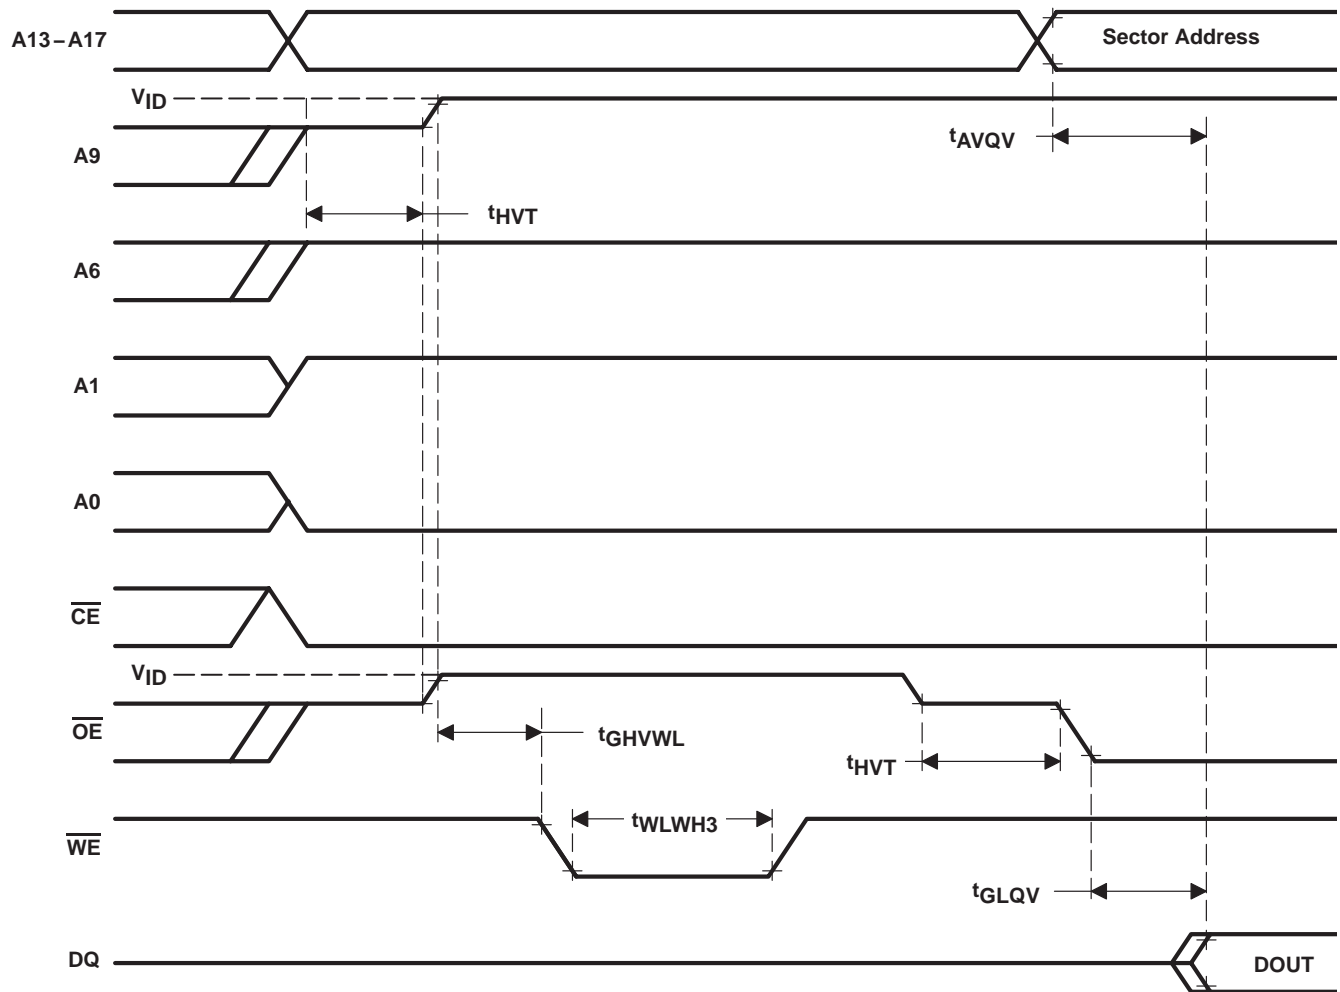 A13–A17
Sector Address
VID
tAVQV
A9
tHVT
A6
A1
A0
CE
VID
OE
tGHVWL
tHVT
WE
tWLWH3
tGLQV
DQ
DOUT